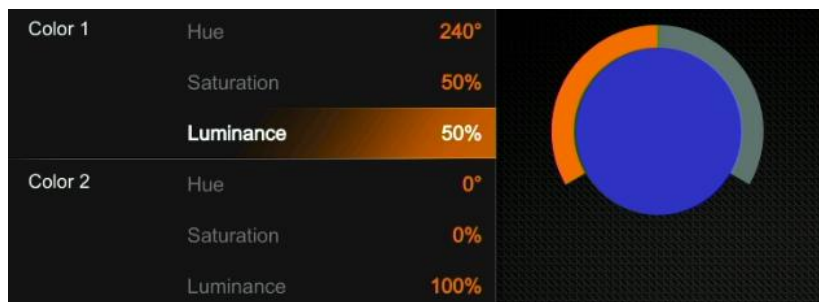 Color 1 Hue 240°
Saturation 50%
Luminance 50%
Color 2 Hue 0°
Saturation 0%
Luminance 100%